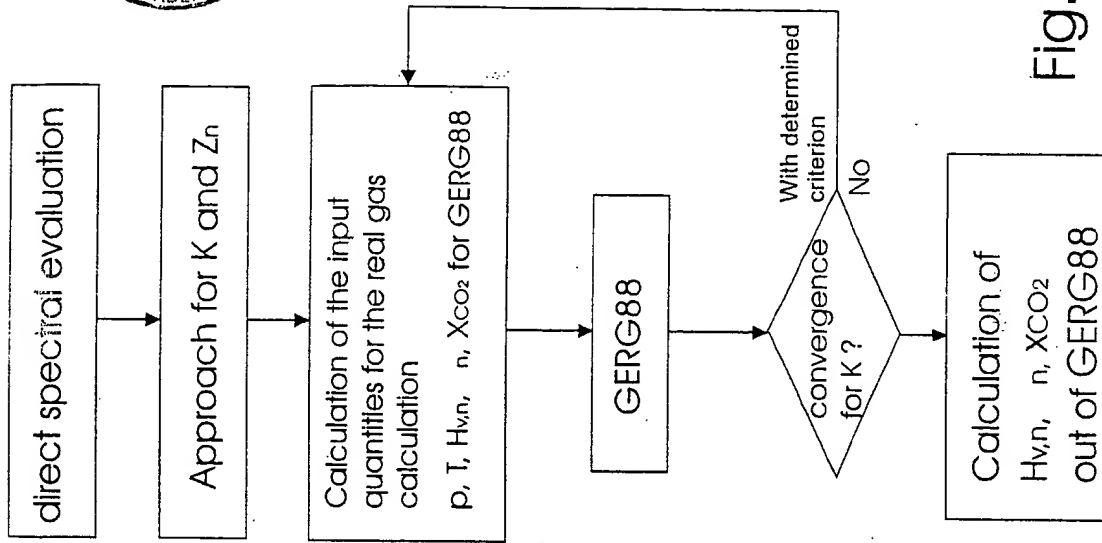 direct spectral evaluation
Approach for K and Zn
Calculation of the input
quantities for the real gas
calculation
p, T, Hv,n, n, XCO2 for GERG88
GERG88
convergence
for K ?
With determined
criterion
No
Calculation of
Hv,n, n, XCO2
out of GERG88
Fig.